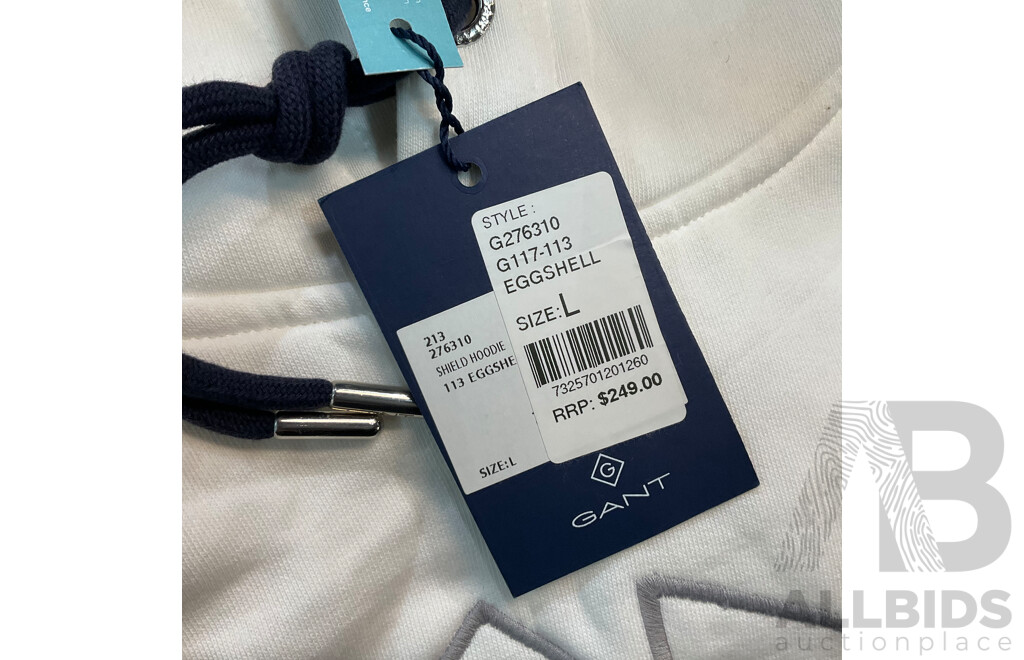 STYLE :
G276310
G117-113
EGGSHELL
SIZE:L
7325701201260
RRP: $249.00
213
276310
SHIELD HOODIE
113 EGGSHE
SIZE:L
G
GANT
AB
ALLBIDS
auctionplace